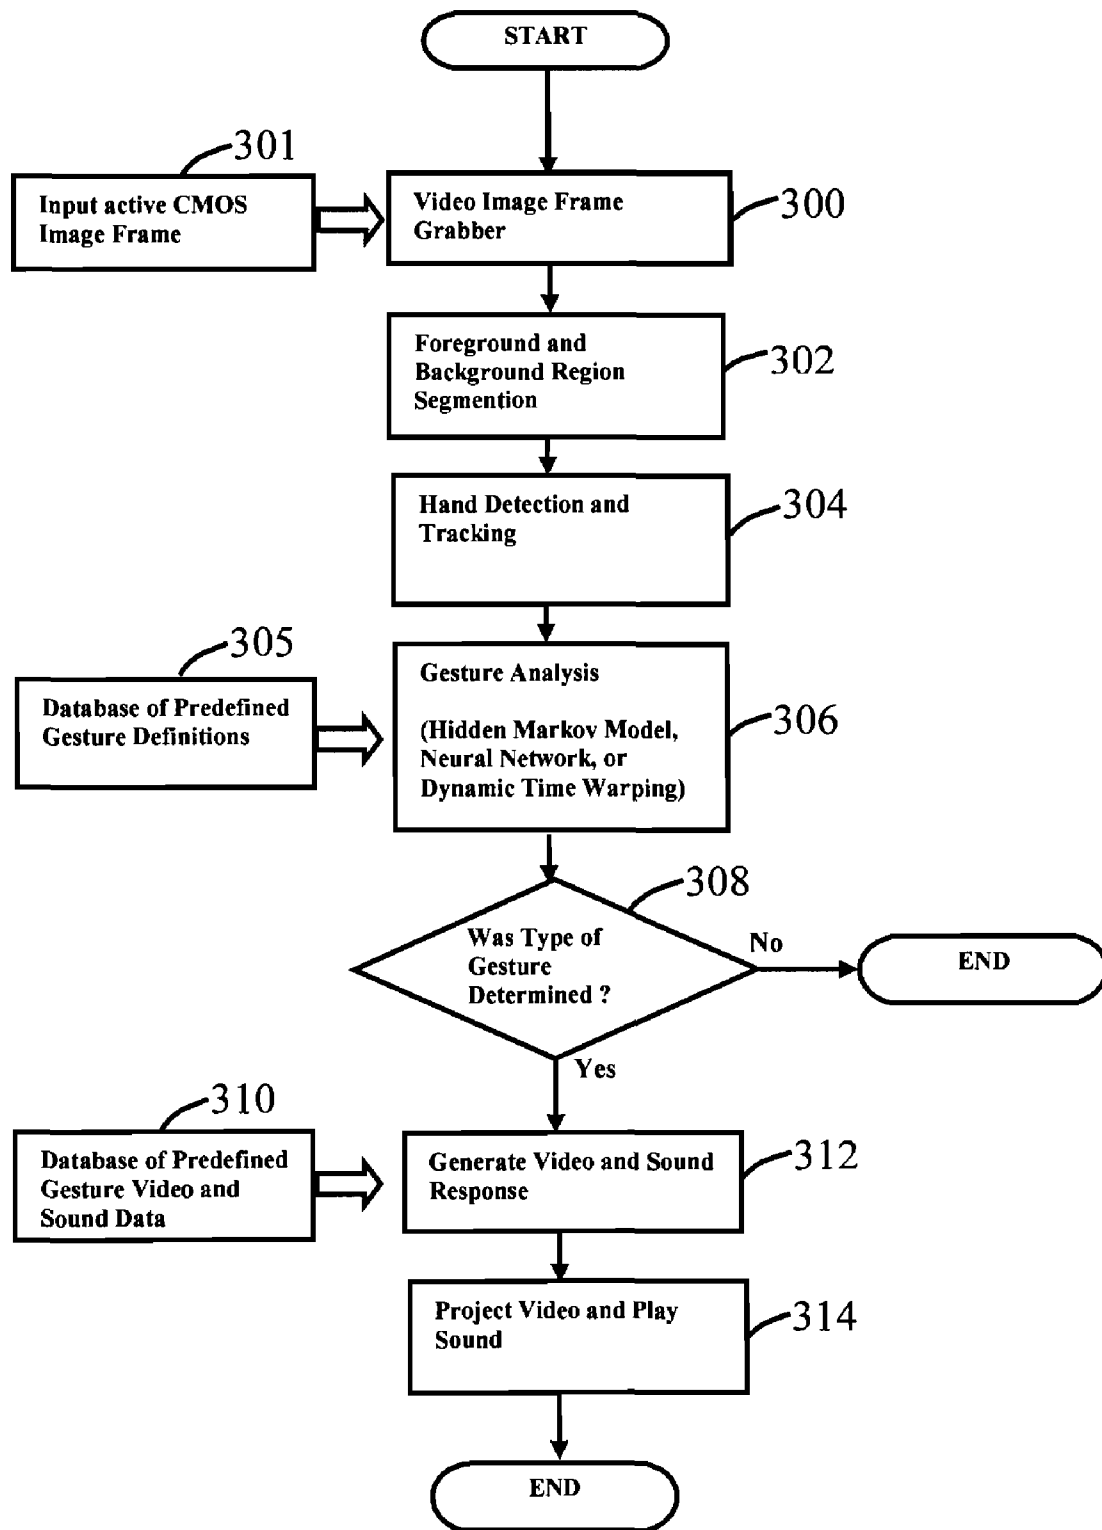 START
301
Input active CMOS
Image Frame
Video Image Frame
Grabber
300
Foreground and
Background Region
Segmention
302
Hand Detection and
Tracking
304
305
Database of Predefined
Gesture Definitions
Gesture Analysis
(Hidden Markov Model,
Neural Network, or
Dynamic Time Warping)
306
308
Was Type of
Gesture
Determined ?
No
END
Yes
310
Database of Predefined
Gesture Video and
Sound Data
Generate Video and Sound
Response
312
Project Video and Play
Sound
314
END